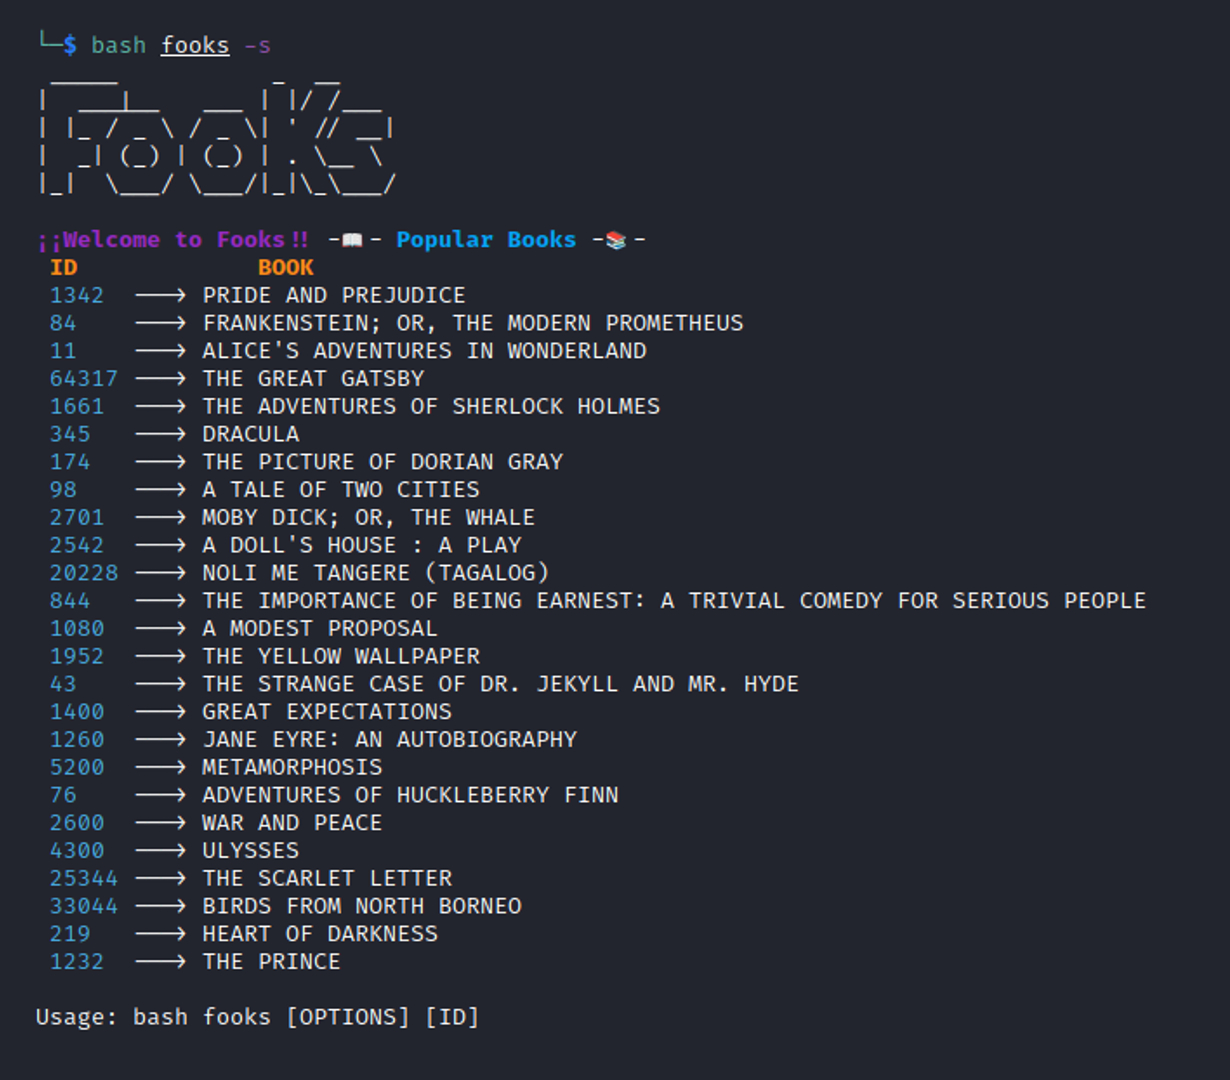 └─$ bash fooks -s
FooKs
¡¡Welcome to Fooks!! -📖- Popular Books -📚-
ID BOOK
1342 ——> PRIDE AND PREJUDICE
84 ——> FRANKENSTEIN; OR, THE MODERN PROMETHEUS
11 ——> ALICE'S ADVENTURES IN WONDERLAND
64317 ——> THE GREAT GATSBY
1661 ——> THE ADVENTURES OF SHERLOCK HOLMES
345 ——> DRACULA
174 ——> THE PICTURE OF DORIAN GRAY
98 ——> A TALE OF TWO CITIES
2701 ——> MOBY DICK; OR, THE WHALE
2542 ——> A DOLL'S HOUSE : A PLAY
20228 ——> NOLI ME TANGERE (TAGALOG)
844 ——> THE IMPORTANCE OF BEING EARNEST: A TRIVIAL COMEDY FOR SERIOUS PEOPLE
1080 ——> A MODEST PROPOSAL
1952 ——> THE YELLOW WALLPAPER
43 ——> THE STRANGE CASE OF DR. JEKYLL AND MR. HYDE
1400 ——> GREAT EXPECTATIONS
1260 ——> JANE EYRE: AN AUTOBIOGRAPHY
5200 ——> METAMORPHOSIS
76 ——> ADVENTURES OF HUCKLEBERRY FINN
2600 ——> WAR AND PEACE
4300 ——> ULYSSES
25344 ——> THE SCARLET LETTER
33044 ——> BIRDS FROM NORTH BORNEO
219 ——> HEART OF DARKNESS
1232 ——> THE PRINCE
Usage: bash fooks [OPTIONS] [ID]